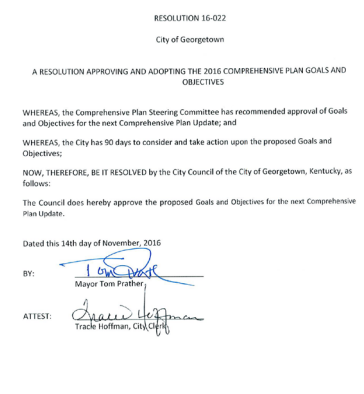 RESOLUTION 16-022
City of Georgetown
A RESOLUTION APPROVING AND ADOPTING THE 2016 COMPREHENSIVE PLAN GOALS AND
OBJECTIVES
WHEREAS, the Comprehensive Plan Steering Committee has recommended approval of Goals
and Objectives for the next Comprehensive Plan Update; and
WHEREAS, the City has 90 days to consider and take action upon the proposed Goals and
Objectives;
NOW, THEREFORE, BE IT RESOLVED by the City Council of the City of Georgetown, Kentucky, as
follows:
The Council does hereby approve the proposed Goals and Objectives for the next Comprehensive
Plan Update.
Dated this 14th day of November, 2016
BY:
Mayor Tom Prather
ATTEST: Tracie Hoffman
Tracie Hoffman, City Clerk